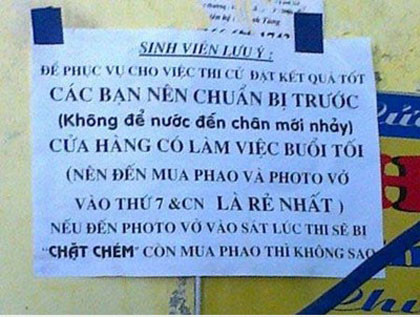 SINH VIÊN LƯU Ý :
ĐỂ PHỤC VỤ CHO VIỆC THI CỬ ĐẠT KẾT QUẢ TỐT
CÁC BẠN NÊN CHUẨN BỊ TRƯỚC
(Không để nước đến chân mới nhảy)
CỬA HÀNG CÓ LÀM VIỆC BUỔI TỐI
(NÊN ĐẾN MUA PHAO VÀ PHOTO VỞ
VÀO THỨ 7 &CN LÀ RẺ NHẤT )
NẾU ĐẾN PHOTO VỞ VÀO SÁT LÚC THI SẼ BỊ
"CHẶT CHÉM" CÒN MUA PHAO THÌ KHÔNG SAO